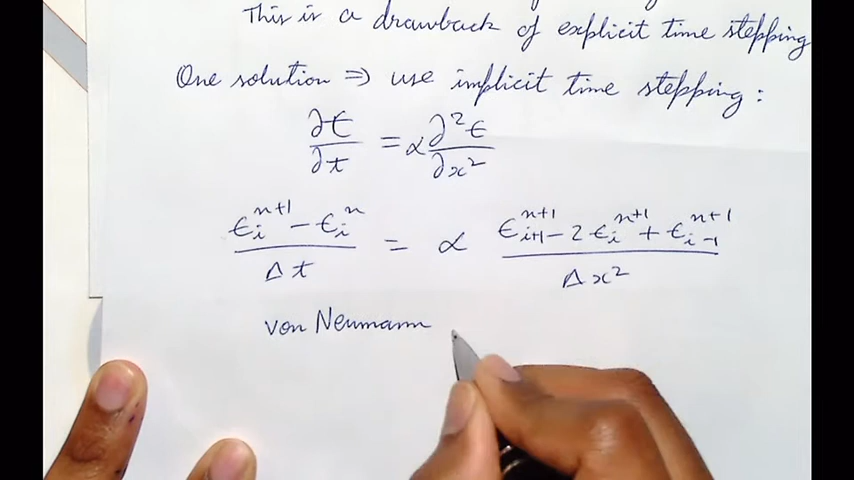 This is a drawback of explicit time stepping
One solution ⇒ use implicit time stepping :
∂ϵ/∂t = α ∂²ϵ/∂x²
(ϵ_i^{n+1} − ϵ_i^n)/Δt = α (ϵ_{i+1}^{n+1} − 2ϵ_i^{n+1} + ϵ_{i−1}^{n+1})/Δx²
von Neumann